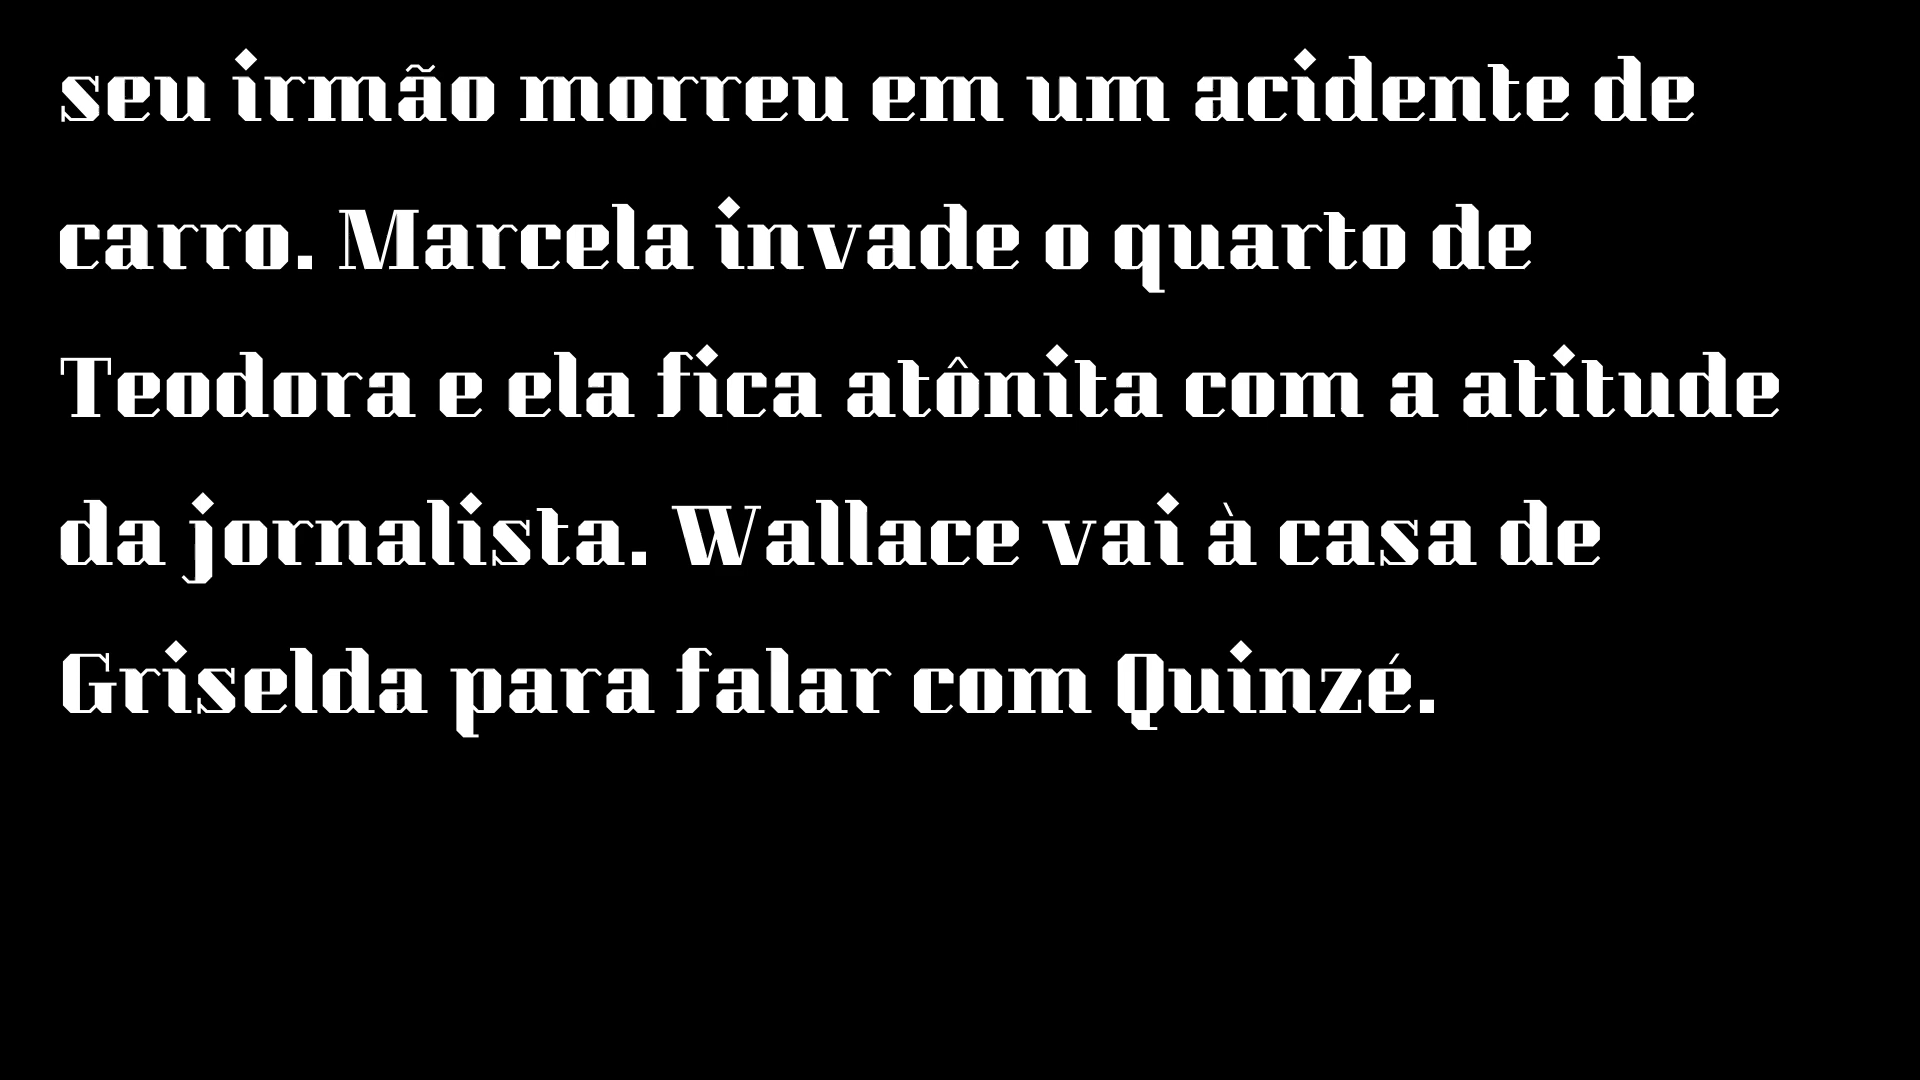 seu irmão morreu em um acidente de
carro. Marcela invade o quarto de
Teodora e ela fica atônita com a atitude
da jornalista. Wallace vai à casa de
Griselda para falar com Quinzé.